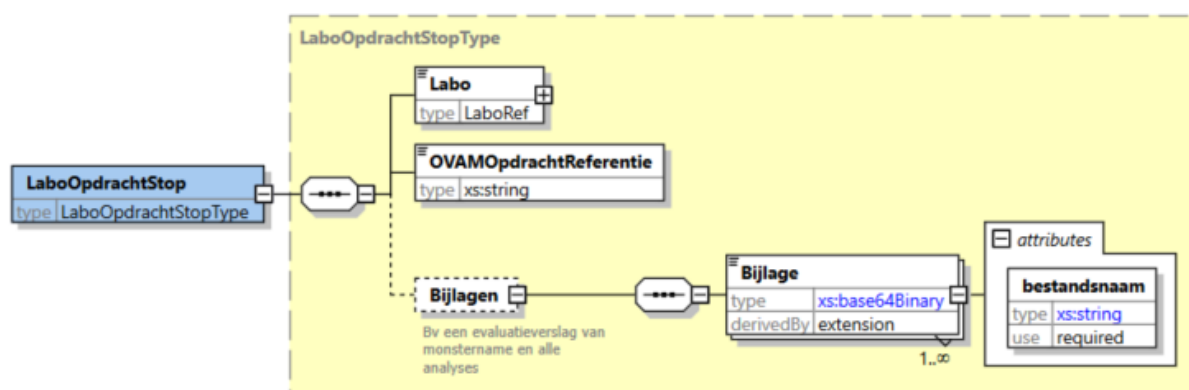 LaboOpdrachtStopType
Labo
type LaboRef
OVAMOpdrachtReferentie
type xs:string
LaboOpdrachtStop
type LaboOpdrachtStopType
attributes
Bijlage
type xs:base64Binary
derivedBy extension
1..∞
bestandsnaam
type xs:string
use required
Bijlagen
Bv een evaluatieverslag van
monstername en alle
analyses